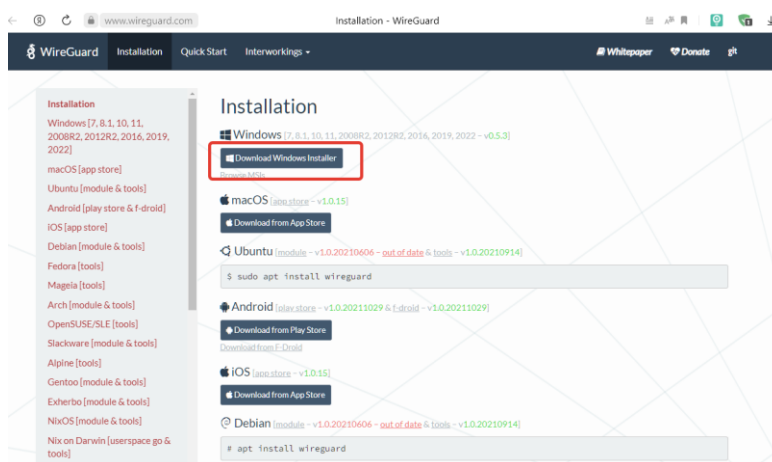 www.wireguard.com
Installation - WireGuard
WireGuard
Installation
Quick Start
Interworkings
Whitepaper
Donate
git
Installation
Windows [7, 8.1, 10, 11,
2008R2, 2012R2, 2016, 2019,
2022]
macOS [app store]
Ubuntu [module & tools]
Android [play store & f-droid]
iOS [app store]
Debian [module & tools]
Fedora [tools]
Mageia [tools]
Arch [module & tools]
OpenSUSE/SLE [tools]
Slackware [module & tools]
Alpine [tools]
Gentoo [module & tools]
Exherbo [module & tools]
NixOS [module & tools]
Nix on Darwin [userspace go &
tools]
Installation
Windows [7, 8.1, 10, 11, 2008R2, 2012R2, 2016, 2019, 2022 – v0.5.3]
Download Windows Installer
Browse MSIs
macOS [app store – v1.0.15]
Download from App Store
Ubuntu [module – v1.0.20210606 – out of date & tools – v1.0.20210914]
$ sudo apt install wireguard
Android [play store – v1.0.20211029 & f-droid – v1.0.20211029]
Download from Play Store
Download from F-Droid
iOS [app store – v1.0.15]
Download from App Store
Debian [module – v1.0.20210606 – out of date & tools – v1.0.20210914]
# apt install wireguard